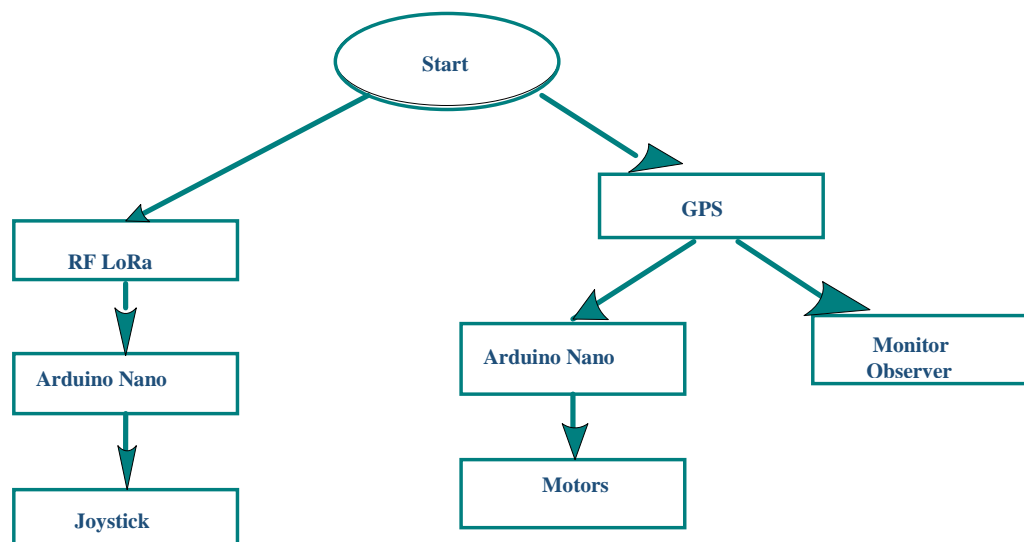 Start
GPS
RF LoRa
Arduino Nano
Monitor
Observer
Arduino Nano
Motors
Joystick